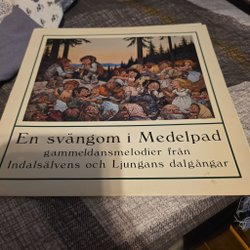 En svängom i Medelpad
gammeldansmelodier från
Indalsälvens och Ljungans dalgångar